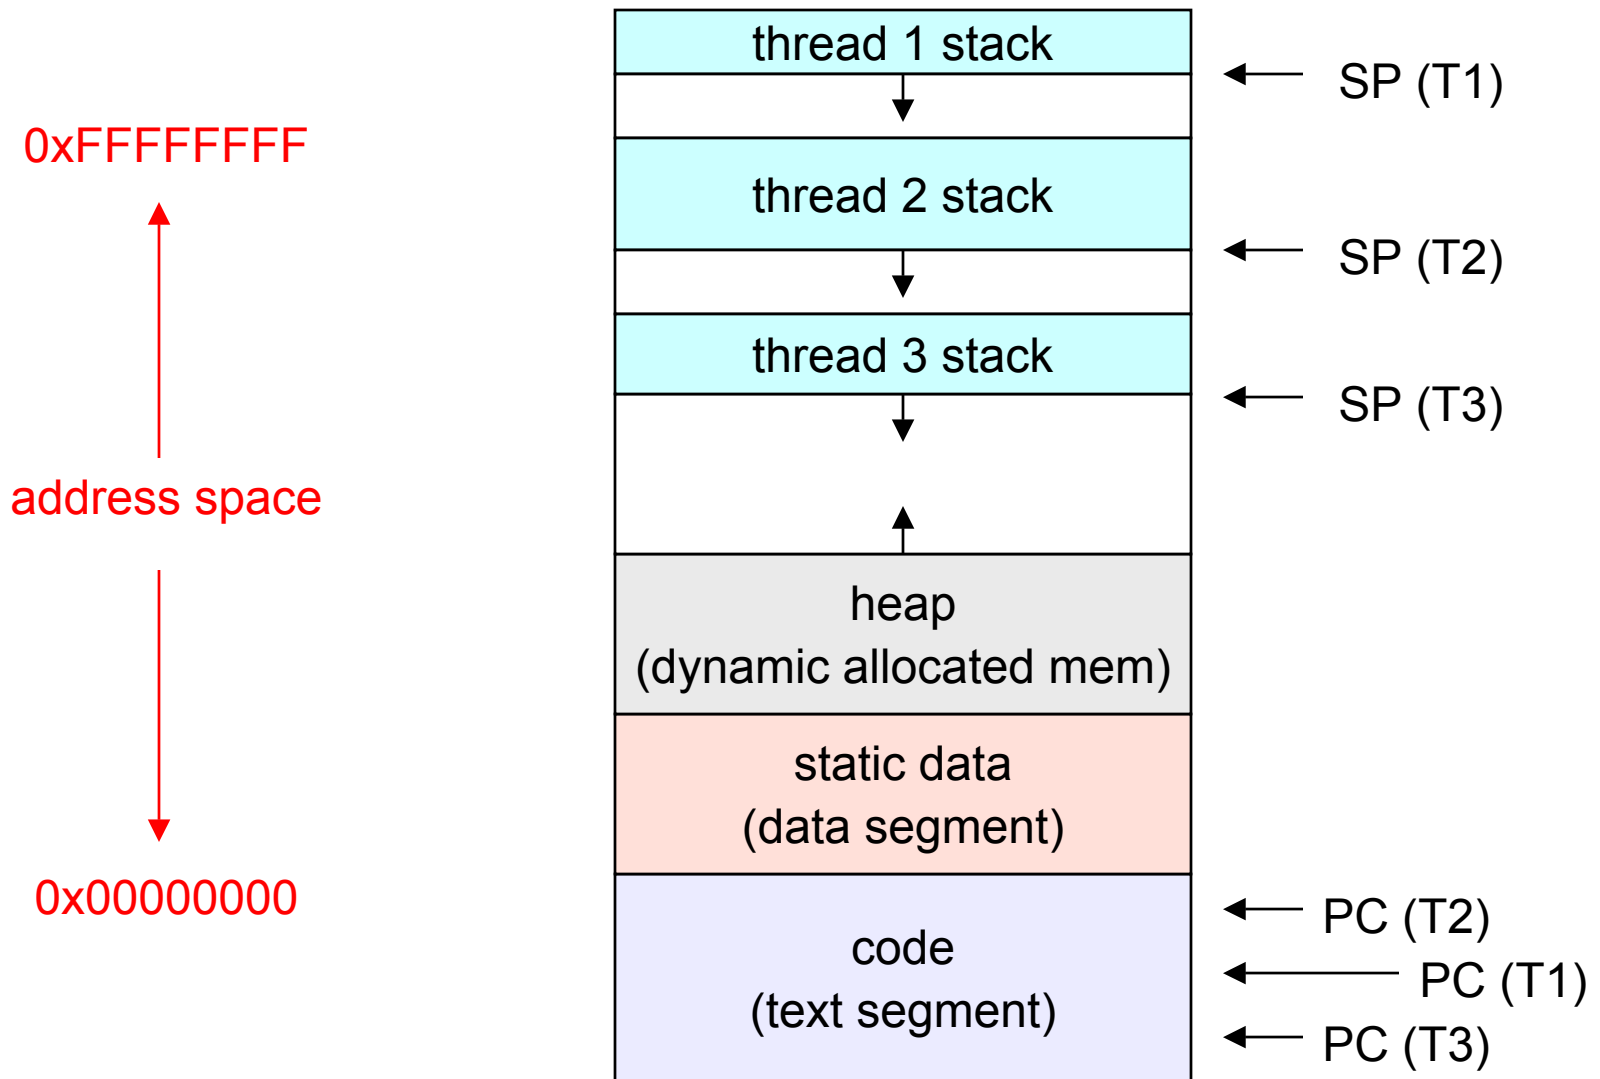 thread 1 stack
SP (T1)
0xFFFFFFFF
thread 2 stack
SP (T2)
thread 3 stack
SP (T3)
address space
heap
(dynamic allocated mem)
static data
(data segment)
0x00000000
code
(text segment)
PC (T2)
PC (T1)
PC (T3)